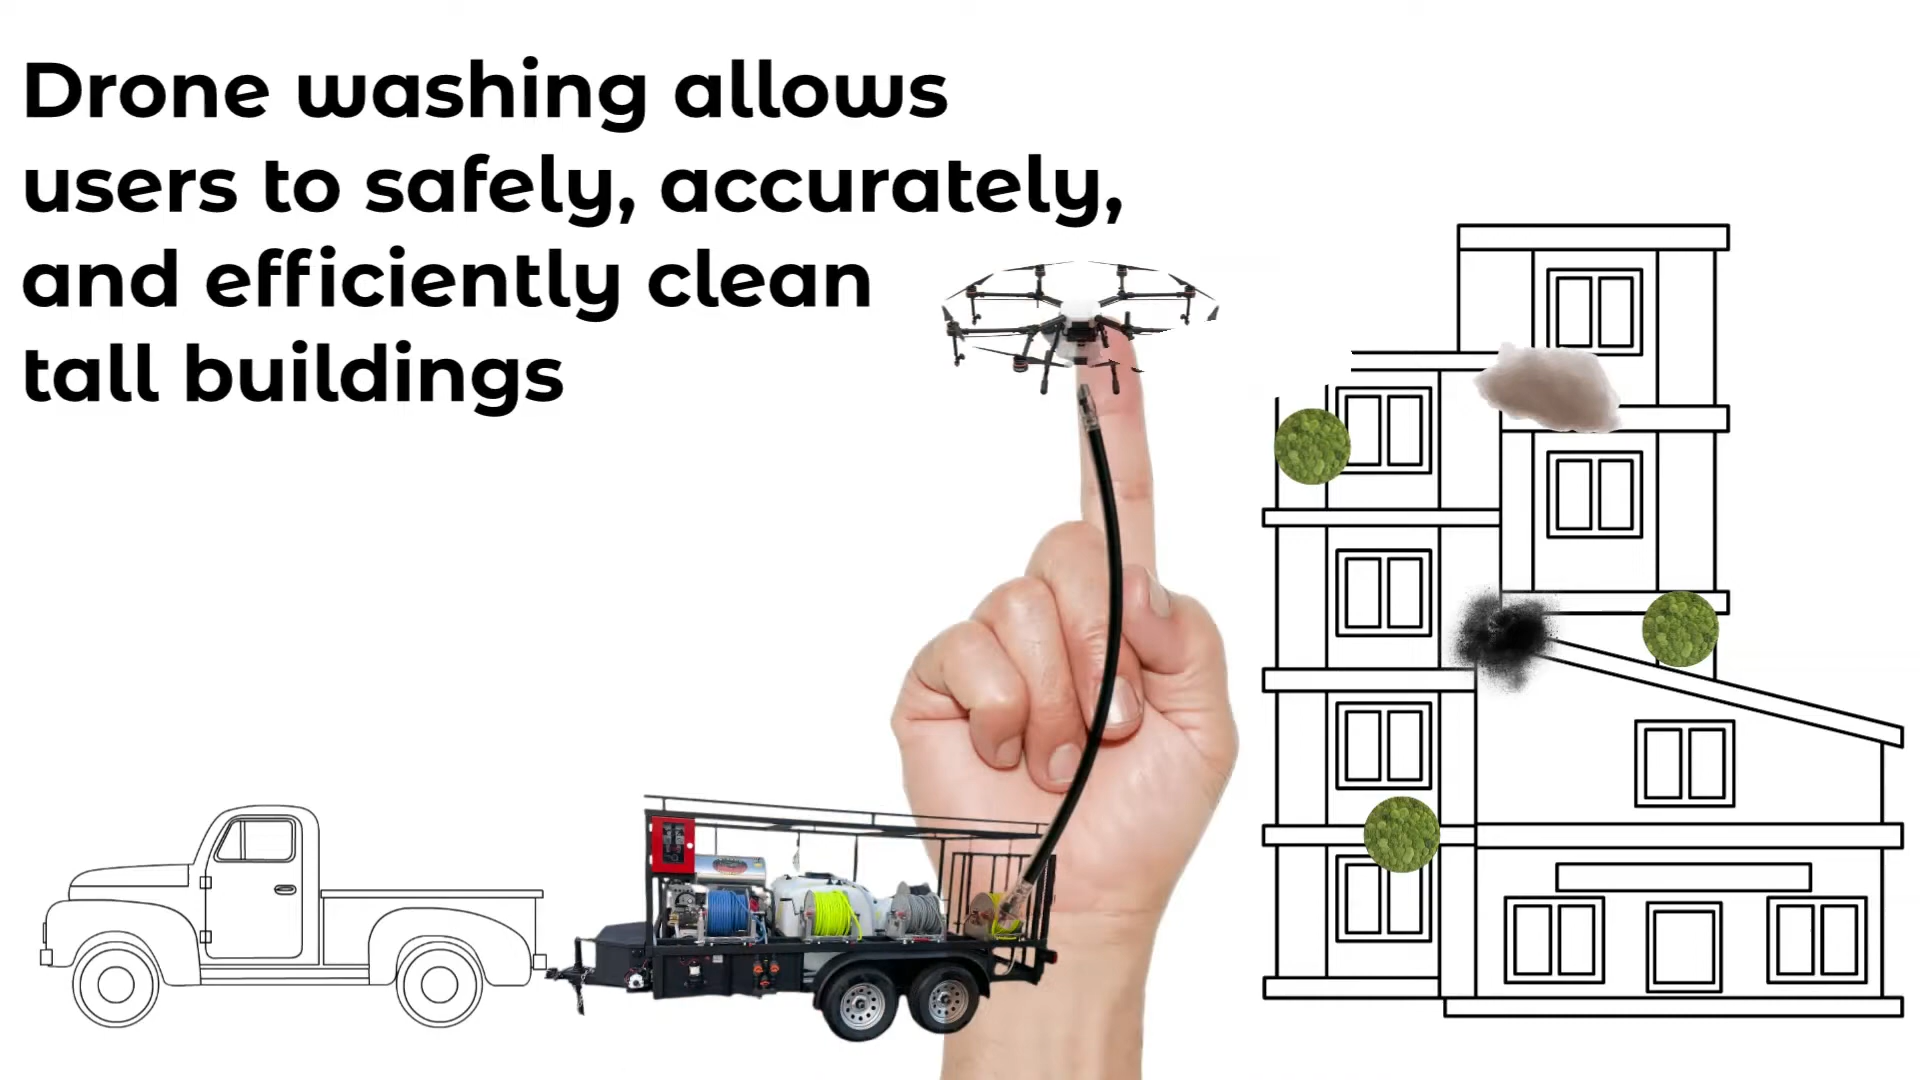 Drone washing allows
users to safely, accurately,
and efficiently clean
tall buildings